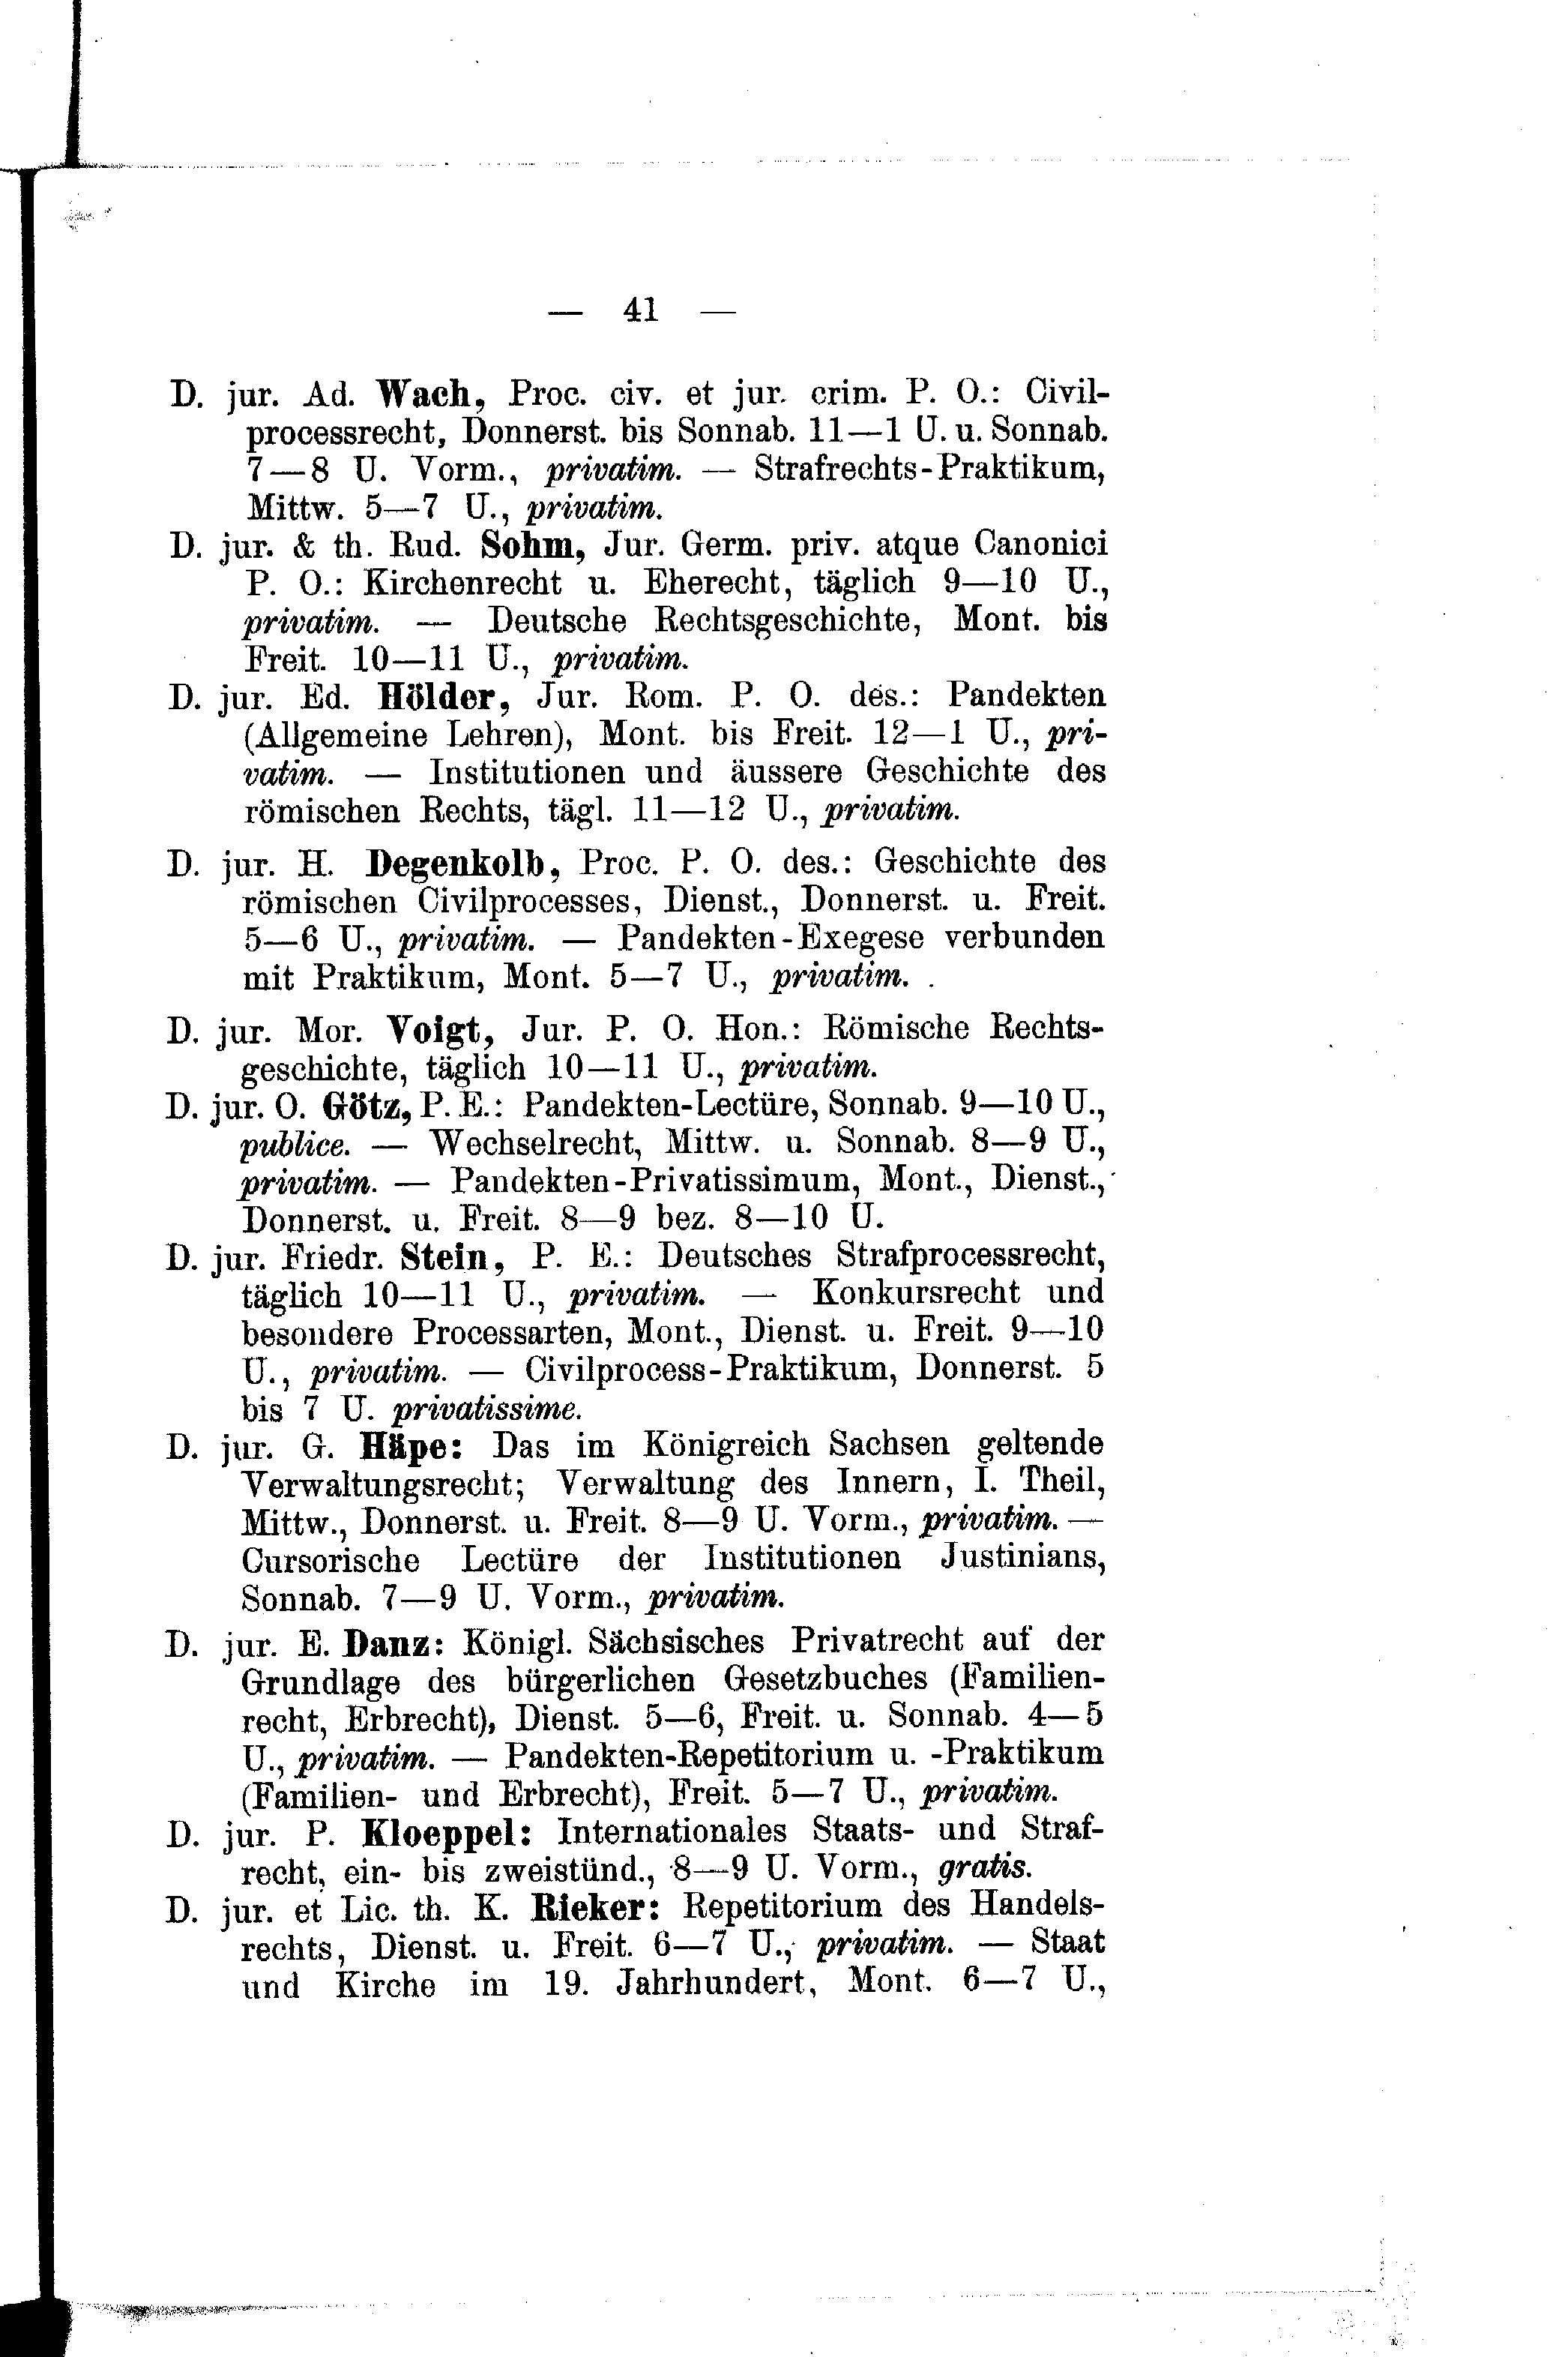 — 41 —
D. jur. Ad. Wach, Proc. civ. et jur. crim. P. O.: Civil-
processrecht, Donnerst. bis Sonnab. 11—1 U. u. Sonnab.
7—8 U. Vorm., privatim. — Strafrechts-Praktikum,
Mittw. 5—7 U., privatim.
D. jur. & th. Rud. Sohm, Jur. Germ. priv. atque Canonici
P. O.: Kirchenrecht u. Eherecht, täglich 9—10 U.,
privatim. — Deutsche Rechtsgeschichte, Mont. bis
Freit. 10—11 U., privatim.
D. jur. Ed. Hölder, Jur. Rom. P. O. des.: Pandekten
(Allgemeine Lehren), Mont. bis Freit. 12—1 U., pri-
vatim. — Institutionen und äussere Geschichte des
römischen Rechts, tägl. 11—12 U., privatim.
D. jur. H. Degenkolb, Proc. P. O. des.: Geschichte des
römischen Civilprocesses, Dienst., Donnerst. u. Freit.
5—6 U., privatim. — Pandekten-Exegese verbunden
mit Praktikum, Mont. 5—7 U., privatim.
D. jur. Mor. Voigt, Jur. P. O. Hon.: Römische Rechts-
geschichte, täglich 10—11 U., privatim.
D. jur. O. Götz, P. E.: Pandekten-Lectüre, Sonnab. 9—10 U.,
publice. — Wechselrecht, Mittw. u. Sonnab. 8—9 U.,
privatim. — Pandekten-Privatissimum, Mont., Dienst.,
Donnerst. u. Freit. 8—9 bez. 8—10 U.
D. jur. Friedr. Stein, P. E.: Deutsches Strafprocessrecht,
täglich 10—11 U., privatim. — Konkursrecht und
besondere Processarten, Mont., Dienst. u. Freit. 9—10
U., privatim. — Civilprocess-Praktikum, Donnerst. 5
bis 7 U. privatissime.
D. jur. G. Häpe: Das im Königreich Sachsen geltende
Verwaltungsrecht; Verwaltung des Innern, I. Theil,
Mittw., Donnerst. u. Freit. 8—9 U. Vorm., privatim. —
Cursorische Lectüre der Institutionen Justinians,
Sonnab. 7—9 U. Vorm., privatim.
D. jur. E. Danz: Königl. Sächsisches Privatrecht auf der
Grundlage des bürgerlichen Gesetzbuches (Familien-
recht, Erbrecht), Dienst. 5—6, Freit. u. Sonnab. 4—5
U., privatim. — Pandekten-Repetitorium u. -Praktikum
(Familien- und Erbrecht), Freit. 5—7 U., privatim.
D. jur. P. Kloeppel: Internationales Staats- und Straf-
recht, ein- bis zweistünd., 8—9 U. Vorm., gratis.
D. jur. et Lic. th. K. Rieker: Repetitorium des Handels-
rechts, Dienst. u. Freit. 6—7 U., privatim. — Staat
und Kirche im 19. Jahrhundert, Mont. 6—7 U.,